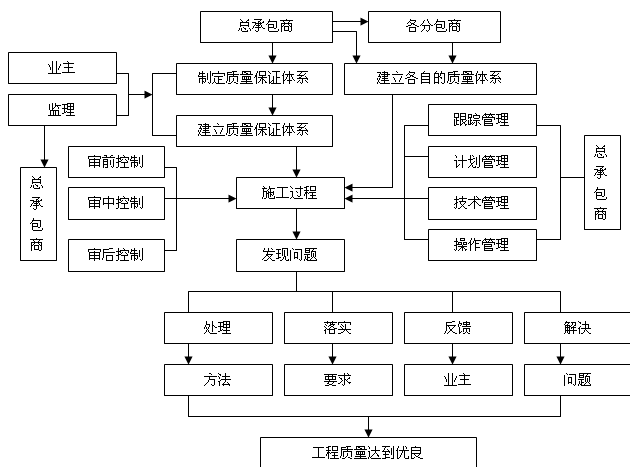 总承包商
各分包商
业主
制定质量保证体系
建立各自的质量体系
监理
建立质量保证体系
跟踪管理
总承包商
审前控制
计划管理
总承包商
审中控制
施工过程
技术管理
审后控制
发现问题
操作管理
处理
落实
反馈
解决
方法
要求
业主
问题
工程质量达到优良